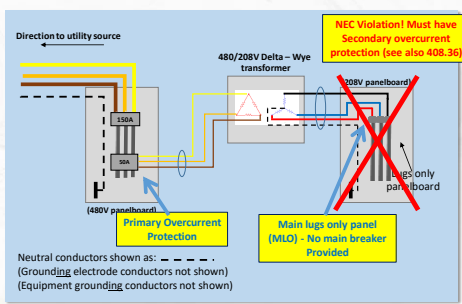 NEC Violation! Must have
Secondary overcurrent
protection (see also 408.36)
Direction to utility source
480/208V Delta – Wye
transformer
(208V panelboard)
150A
50A
Lugs only
panelboard
(480V panelboard)
Primary Overcurrent
Protection
Main lugs only panel
(MLO) - No main breaker
Provided
Neutral conductors shown as:
(Grounding electrode conductors not shown)
(Equipment grounding conductors not shown)